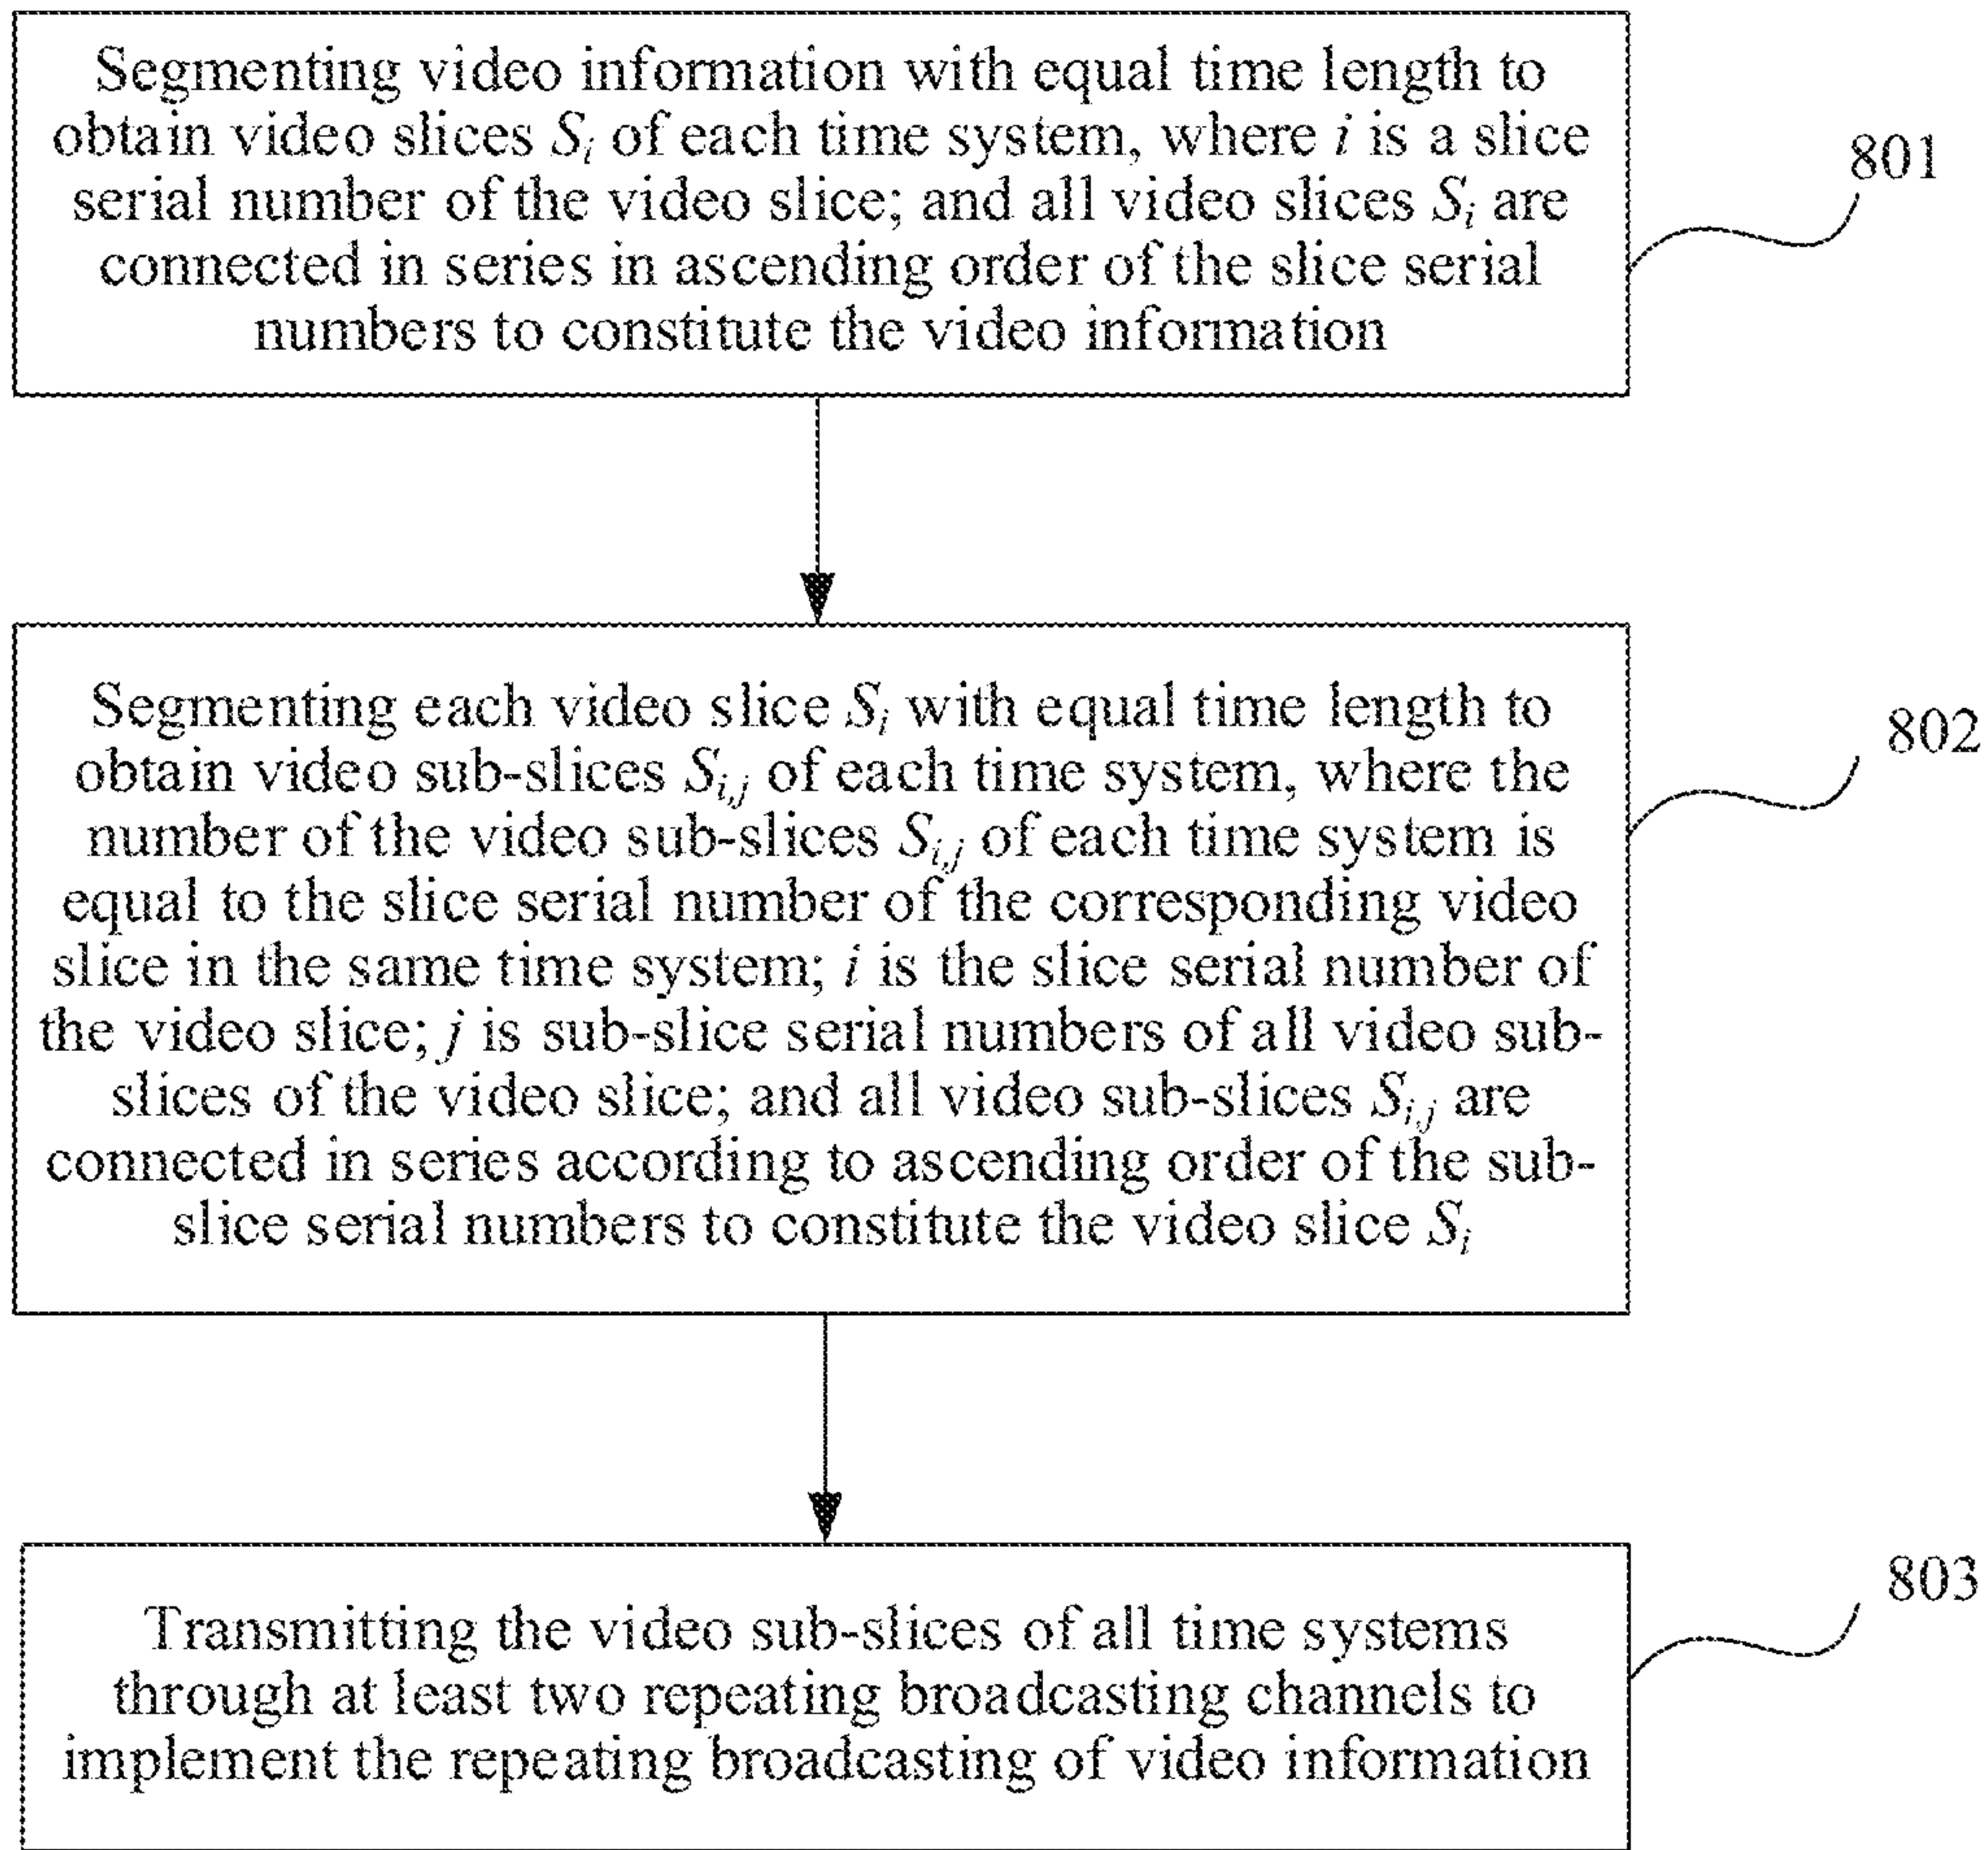 Segmenting video information with equal time length to
obtain video slices Si of each time system, where i is a slice
serial number of the video slice; and all video slices Si are
connected in series in ascending order of the slice serial
numbers to constitute the video information
801
Segmenting each video slice Si with equal time length to
obtain video sub-slices Si,j of each time system, where the
number of the video sub-slices Si,j of each time system is
equal to the slice serial number of the corresponding video
slice in the same time system; i is the slice serial number of
the video slice; j is sub-slice serial numbers of all video sub-
slices of the video slice; and all video sub-slices Si,j are
connected in series according to ascending order of the sub-
slice serial numbers to constitute the video slice Si
802
Transmitting the video sub-slices of all time systems
through at least two repeating broadcasting channels to
implement the repeating broadcasting of video information
803